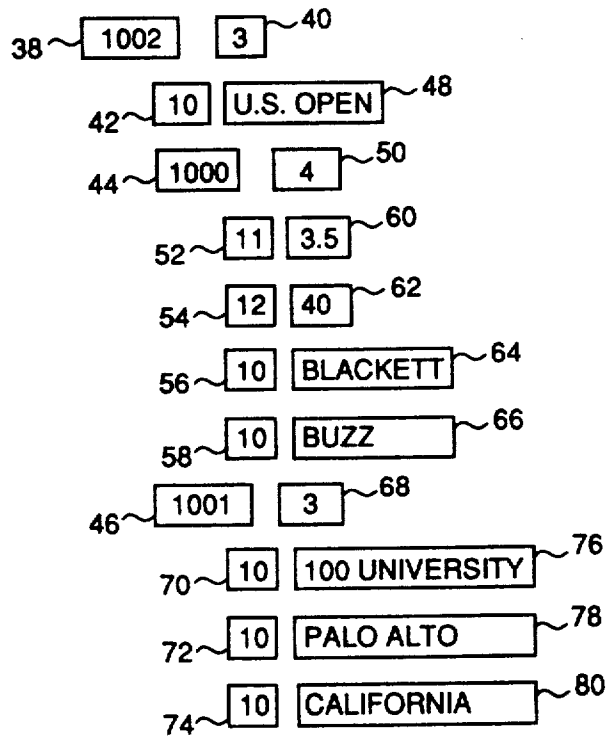 38 1002 3 40
42 10 U.S. OPEN 48
44 1000 4 50
52 11 3.5 60
54 12 40 62
56 10 BLACKETT 64
58 10 BUZZ 66
46 1001 3 68
70 10 100 UNIVERSITY 76
72 10 PALO ALTO 78
74 10 CALIFORNIA 80